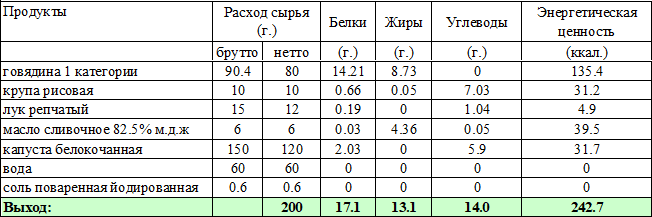 Продукты Расход сырья (г.) Белки Жиры Углеводы Энергетическая ценность
брутто нетто (г.) (г.) (г.) (ккал.)
говядина 1 категории 90.4 80 14.21 8.73 0 135.4
крупа рисовая 10 10 0.66 0.05 7.03 31.2
лук репчатый 15 12 0.19 0 1.04 4.9
масло сливочное 82.5% м.д.ж 6 6 0.03 4.36 0.05 39.5
капуста белокочанная 150 120 2.03 0 5.9 31.7
вода 60 60 0 0 0 0
соль поваренная йодированная 0.6 0.6 0 0 0 0
Выход: 200 17.1 13.1 14.0 242.7